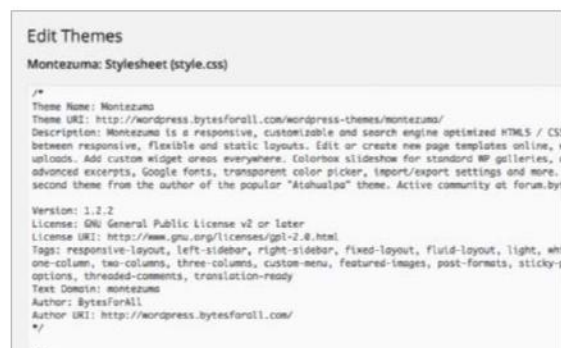 Edit Themes
Montezuma: Stylesheet (style.css)
/*
Theme Name: Montezuma
Theme URI: http://wordpress.bytesforall.com/wordpress-themes/montezuma/
Description: Montezuma is a responsive, customizable and search engine optimized HTML5 / CSS
between responsive, flexible and static layouts. Edit or create new page templates online,
uploads. Add custom widget areas everywhere. Colorbox slideshow for standard WP galleries,
advanced excerpts, Google fonts, transparent color picker, import/export settings and more.
second theme from the author of the popular "Atahualpa" theme. Active community at forum.by
Version: 1.2.2
License: GNU General Public License v2 or later
License URI: http://www.gnu.org/licenses/gpl-2.0.html
Tags: responsive-layout, left-sidebar, right-sidebar, fixed-layout, fluid-layout, light, wh
one-column, two-columns, three-columns, custom-menu, featured-images, post-formats, sticky-p
options, threaded-comments, translation-ready
Text Domain: montezuma
Author: BytesForAll
Author URI: http://wordpress.bytesforall.com/
*/